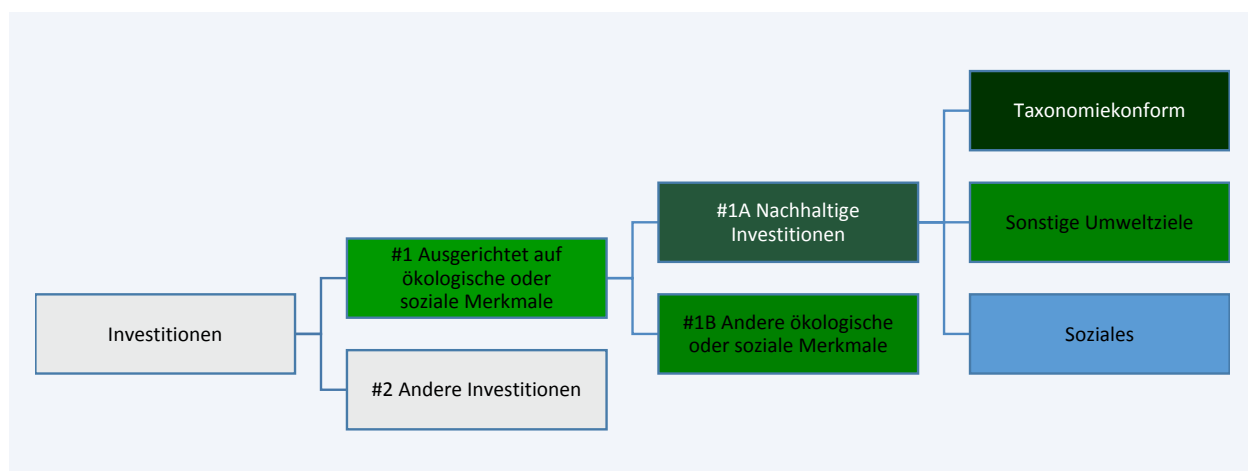 Taxonomiekonform
#1A Nachhaltige
Investitionen
Sonstige Umweltziele
#1 Ausgerichtet auf
ökologische oder
soziale Merkmale
Investitionen
#1B Andere ökologische
oder soziale Merkmale
Soziales
#2 Andere Investitionen